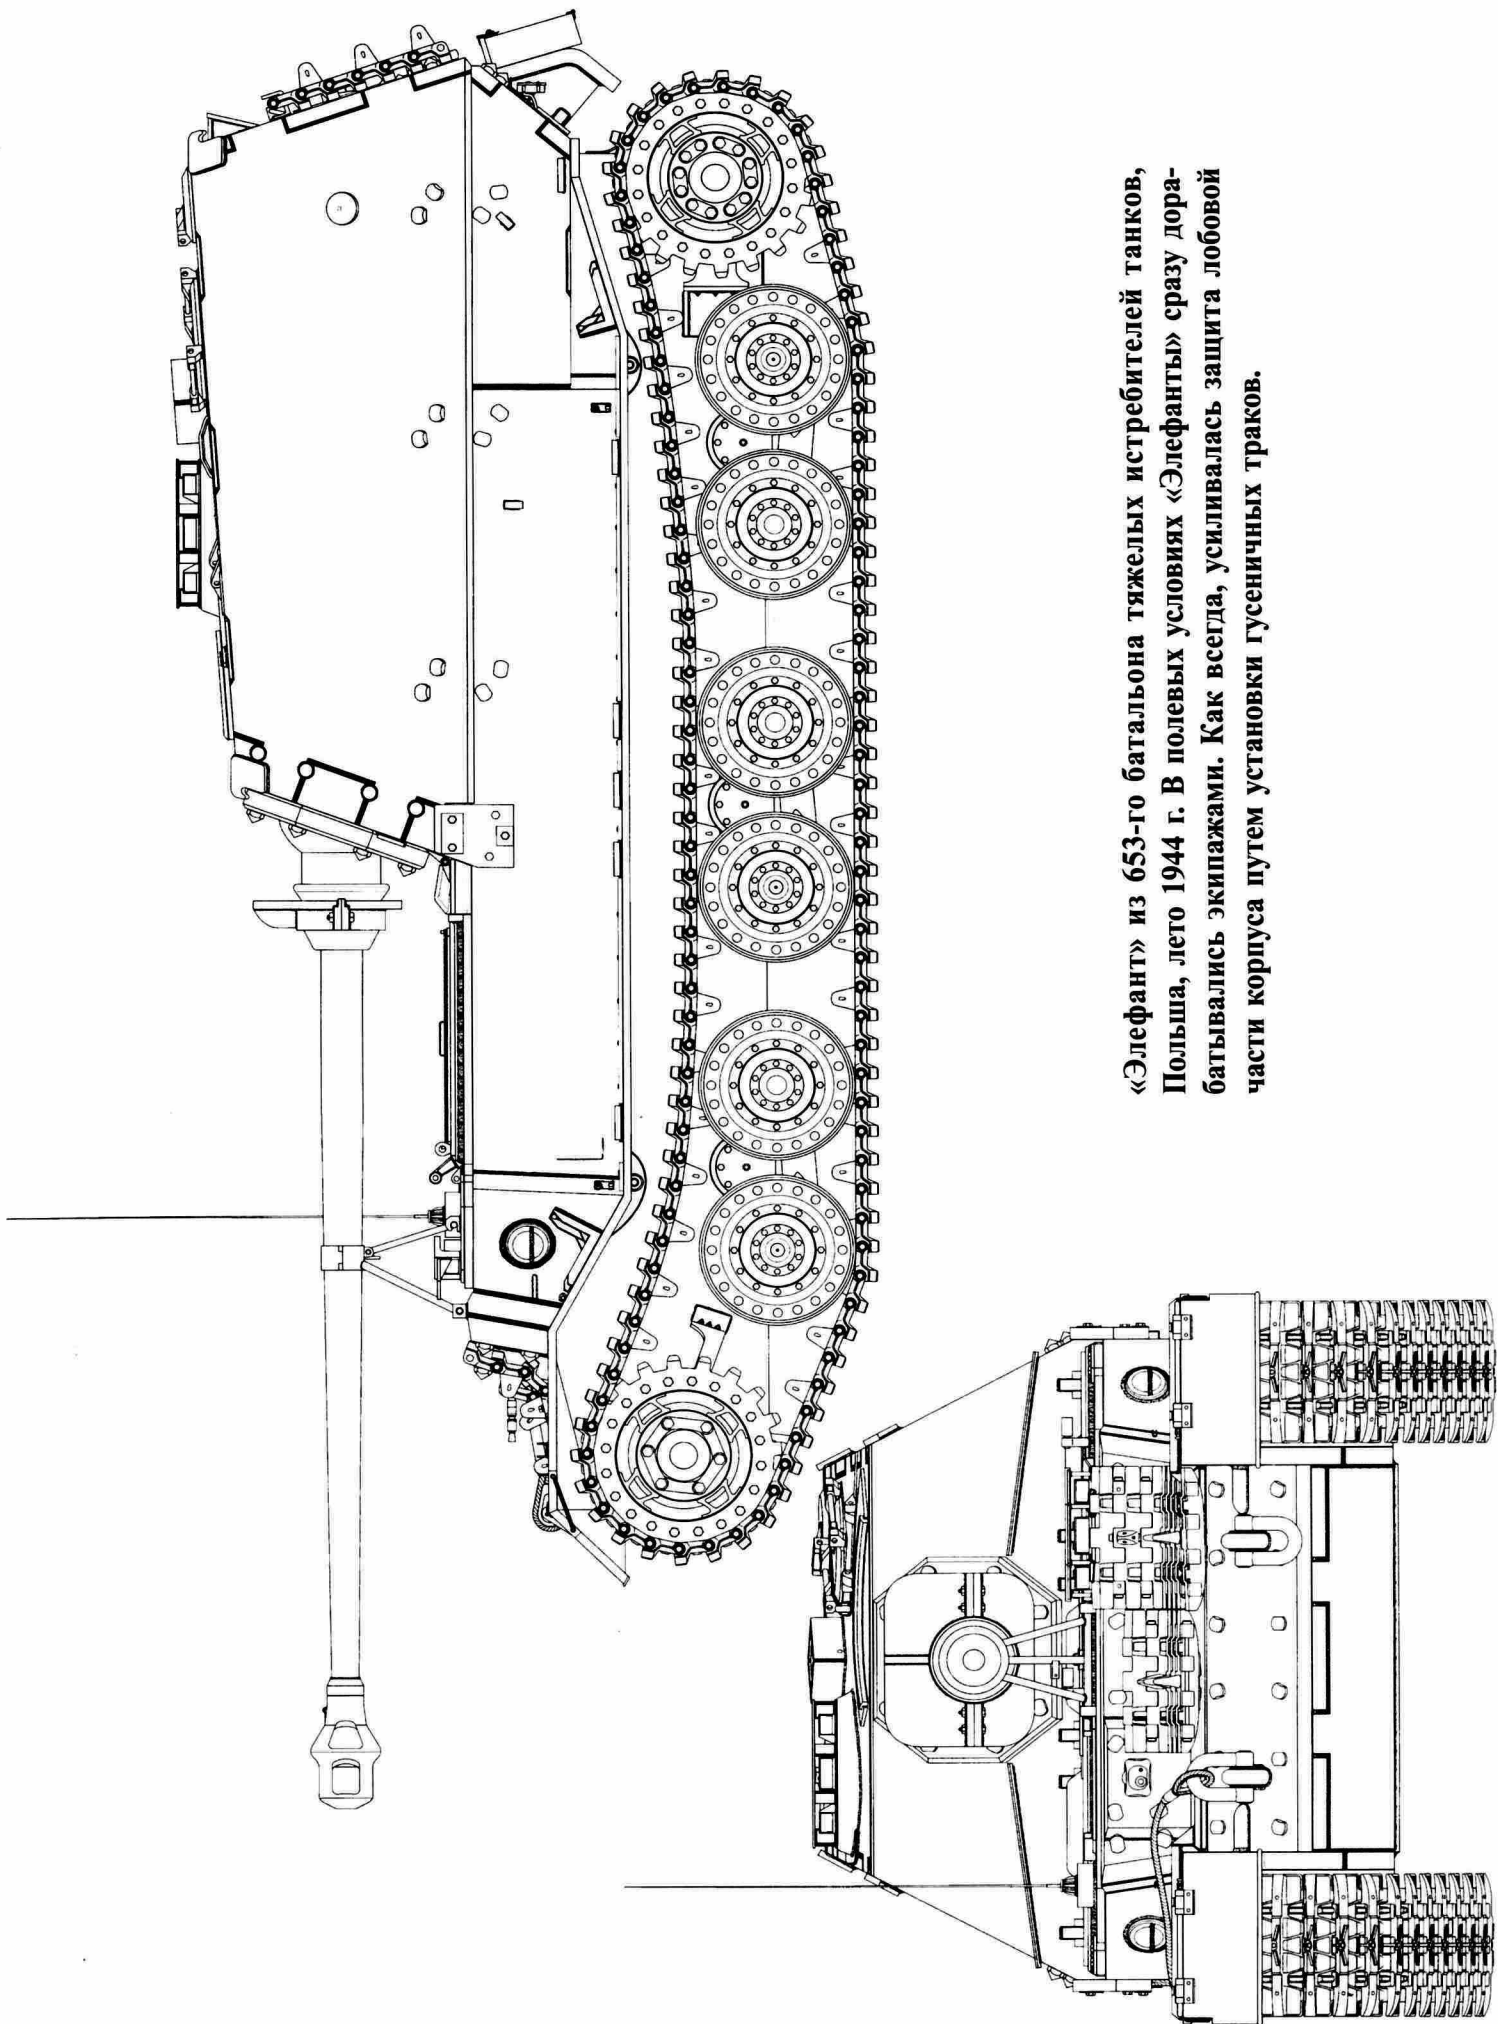 «Элефант» из 653-го батальона тяжелых истребителей танков,
Польша, лето 1944 г. В полевых условиях «Элефанты» сразу дора-
батывались экипажами. Как всегда, усиливалась защита лобовой
части корпуса путем установки гусеничных траков.